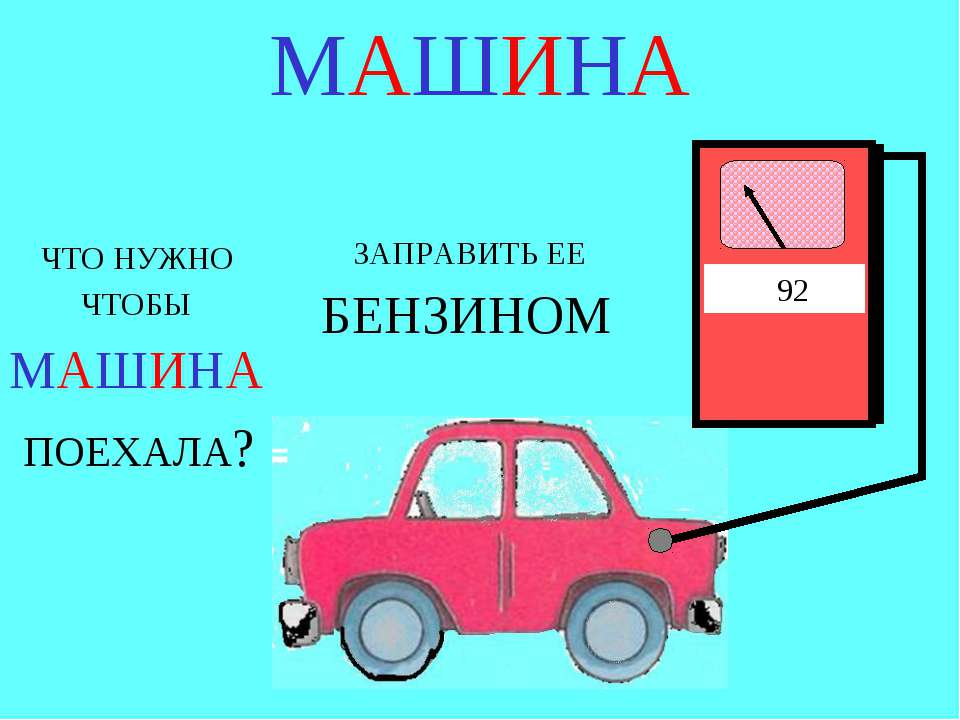 МАШИНА
ЧТО НУЖНО
ЧТОБЫ
МАШИНА
ПОЕХАЛА?
ЗАПРАВИТЬ ЕЕ
БЕНЗИНОМ
92